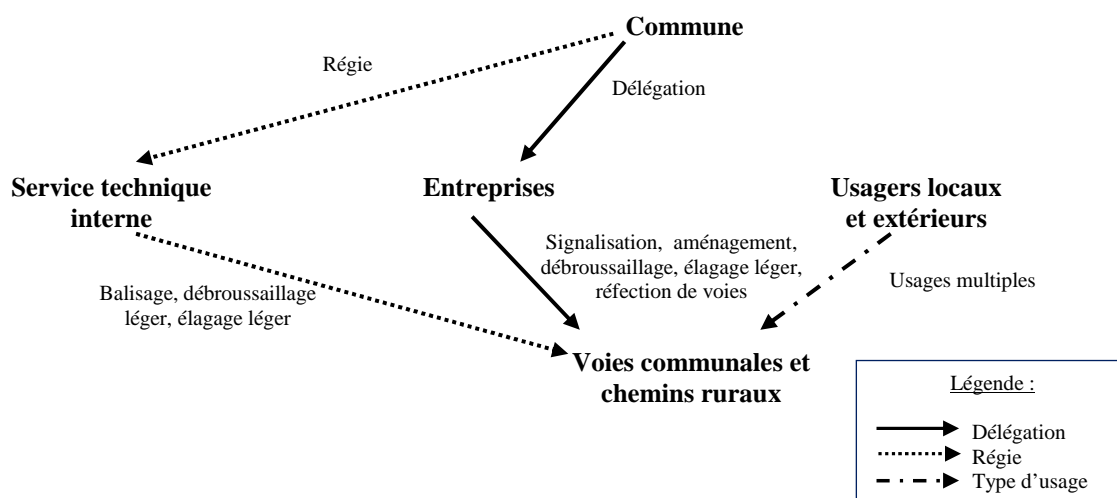 Commune
Régie
Délégation
Service technique
interne
Entreprises
Usagers locaux
et extérieurs
Signalisation, aménagement,
débroussaillage, élagage léger,
réfection de voies
Usages multiples
Balisage, débroussaillage
léger, élagage léger
Voies communales et
chemins ruraux
Légende :
Délégation
Régie
Type d’usage